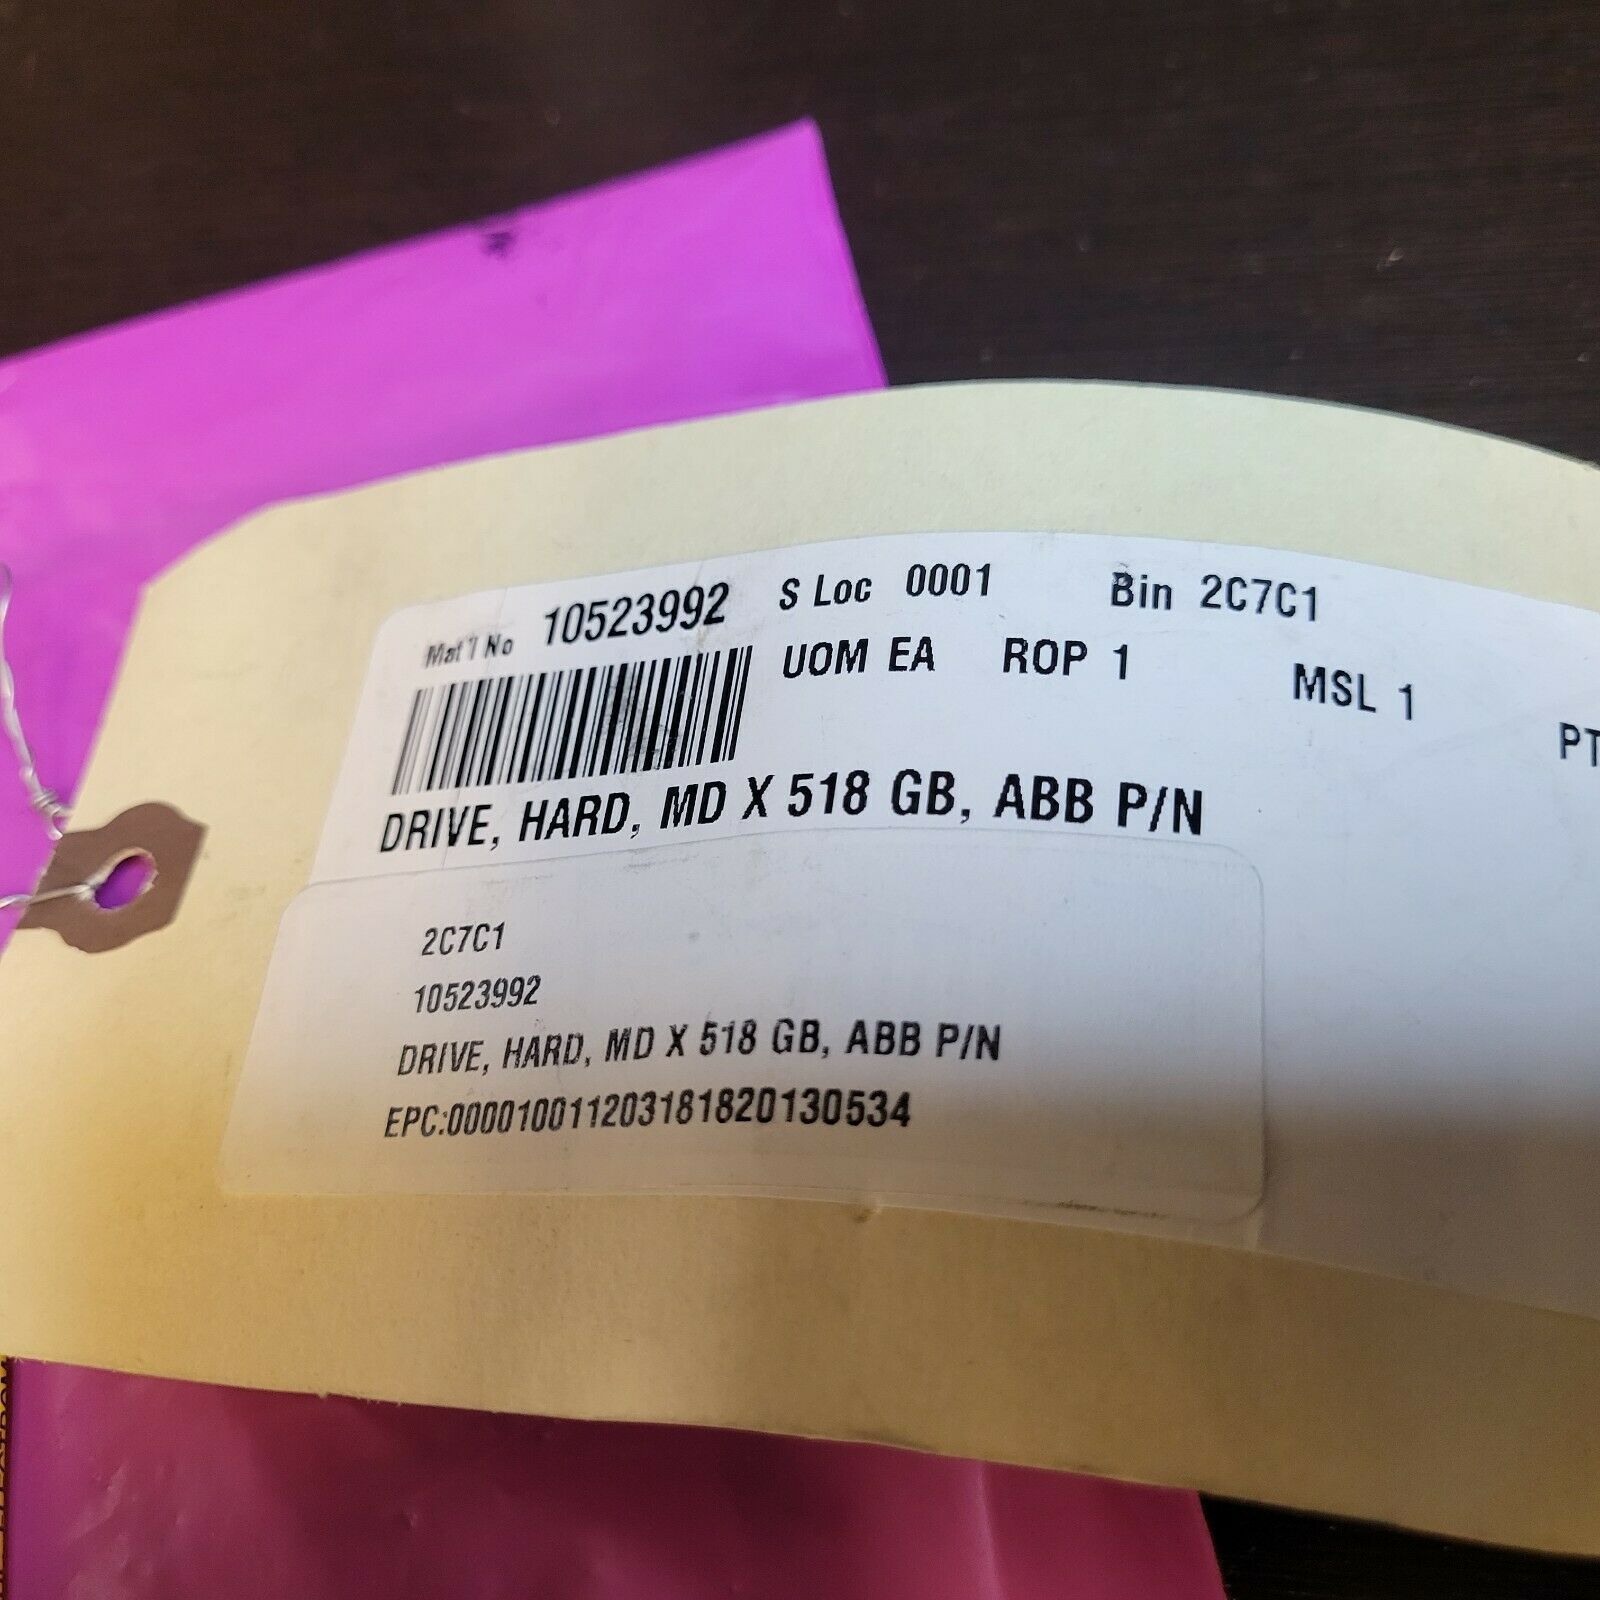 Mat'l No 10523992 S Loc 0001 Bin 2C7C1
UOM EA ROP 1 MSL 1 PT
DRIVE, HARD, MD X 518 GB, ABB P/N
2C7C1
10523992
DRIVE, HARD, MD X 518 GB, ABB P/N
EPC:000010011203181820130534